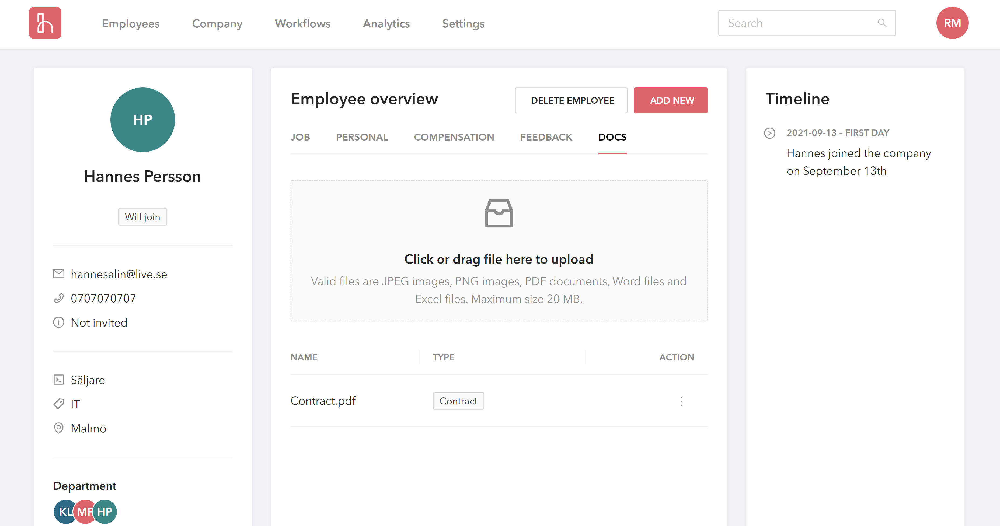 h
Employees
Company
Workflows
Analytics
Settings
Search
RM
HP
Hannes Persson
Will join
hannesalin@live.se
0707070707
Not invited
Säljare
IT
Malmö
Department
KL
HP
Employee overview
DELETE EMPLOYEE
ADD NEW
JOB
PERSONAL
COMPENSATION
FEEDBACK
DOCS
Click or drag file here to upload
Valid files are JPEG images, PNG images, PDF documents, Word files and
Excel files. Maximum size 20 MB.
NAME
TYPE
ACTION
Contract.pdf
Contract
Timeline
2021-09-13 – FIRST DAY
Hannes joined the company
on September 13th